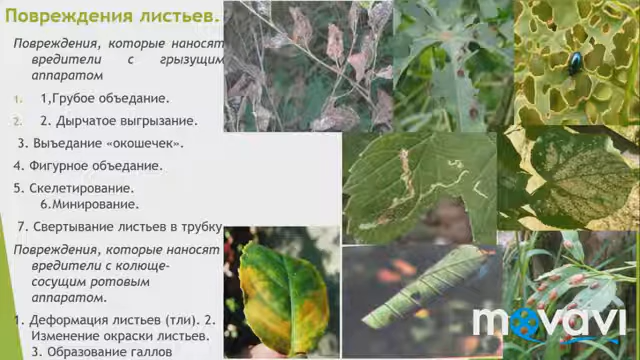 Повреждения листьев.
Повреждения, которые наносят
вредители с грызущим
аппаратом
1. 1,Грубое объедание.
2. 2. Дырчатое выгрызание.
3. Выъедание «окошечек».
4. Фигурное объедание.
5. Скелетирование.
6.Минирование.
7. Свертывание листьев в трубку
Повреждения, которые наносят
вредители с колюще-
сосущим ротовым
аппаратом.
1. Деформация листьев (тли). 2.
Изменение окраски листьев.
3. Образование галлов
movavi